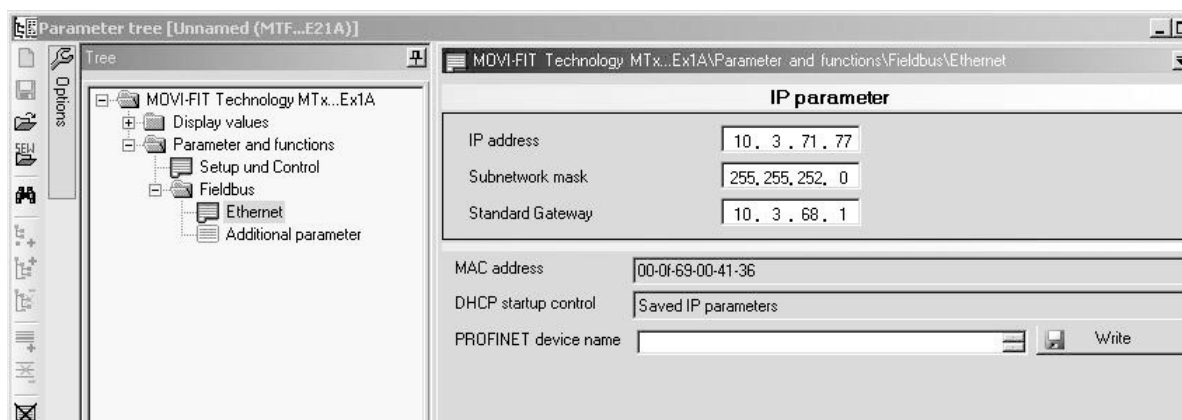 Parameter tree [Unnamed (MTF...E21A)]
Options
SEW
Tree
MOVI-FIT Technology MTx...Ex1A
Display values
Parameter and functions
Setup und Control
Fieldbus
Ethernet
Additional parameter
MOVI-FIT Technology MTx...Ex1A\Parameter and functions\Fieldbus\Ethernet
IP parameter
IP address 10. 3 . 71 . 77
Subnetwork mask 255.255.252. 0
Standard Gateway 10. 3 . 68 . 1
MAC address 00-0f-69-00-41-36
DHCP startup control Saved IP parameters
PROFINET device name Write